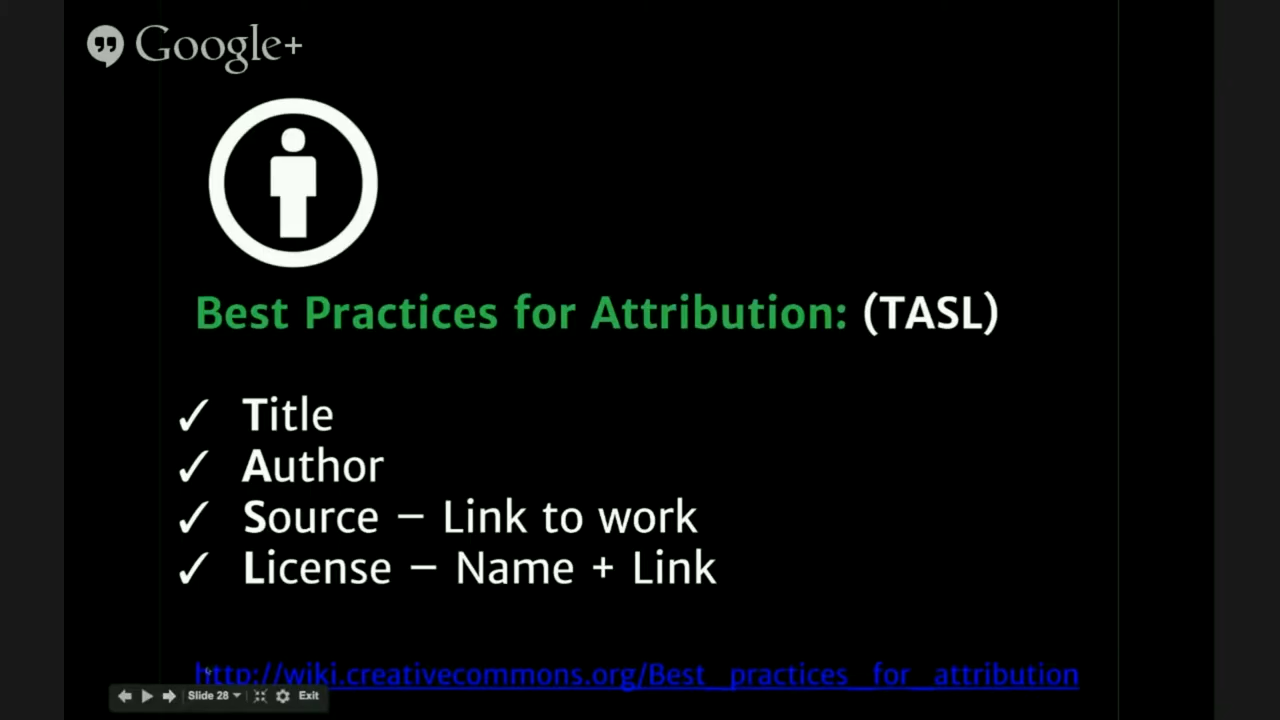 Google+
Best Practices for Attribution: (TASL)
✓ Title
✓ Author
✓ Source – Link to work
✓ License – Name + Link
http://wiki.creativecommons.org/Best_practices_for_attribution
Slide 28 Exit